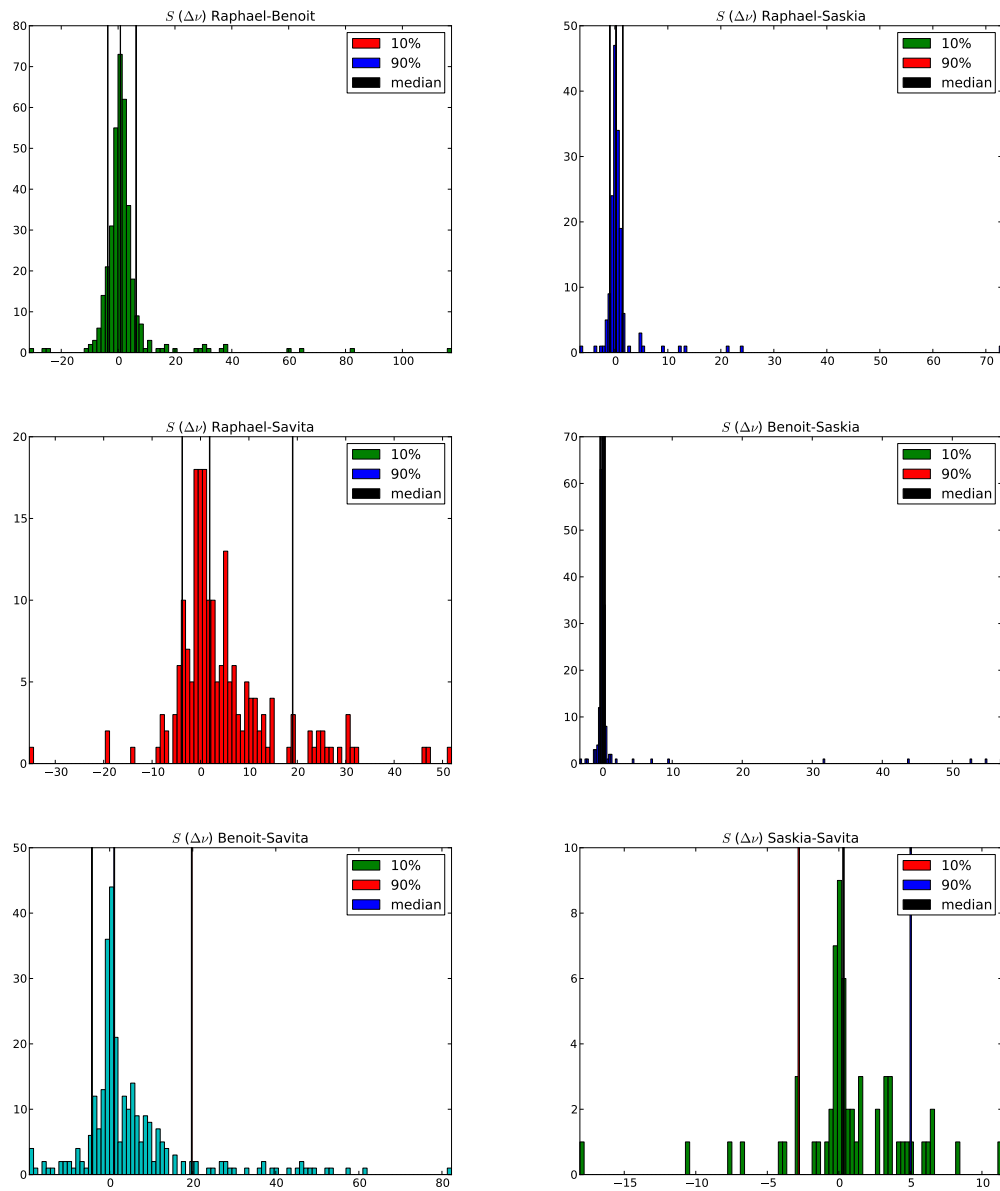 S (Δν) Raphael-Benoit
80
70
60
50
40
30
20
10
0
−20 0 20 40 60 80 100
10%
90%
median
S (Δν) Raphael-Saskia
50
40
30
20
10
0
0 10 20 30 40 50 60 70
10%
90%
median
S (Δν) Raphael-Savita
20
15
10
5
0
−30 −20 −10 0 10 20 30 40 50
10%
90%
median
S (Δν) Benoit-Saskia
70
60
50
40
30
20
10
0
0 10 20 30 40 50
10%
90%
median
S (Δν) Benoit-Savita
50
40
30
20
10
0
0 20 40 60 80
10%
90%
median
S (Δν) Saskia-Savita
10
8
6
4
2
0
−15 −10 −5 0 5 10
10%
90%
median